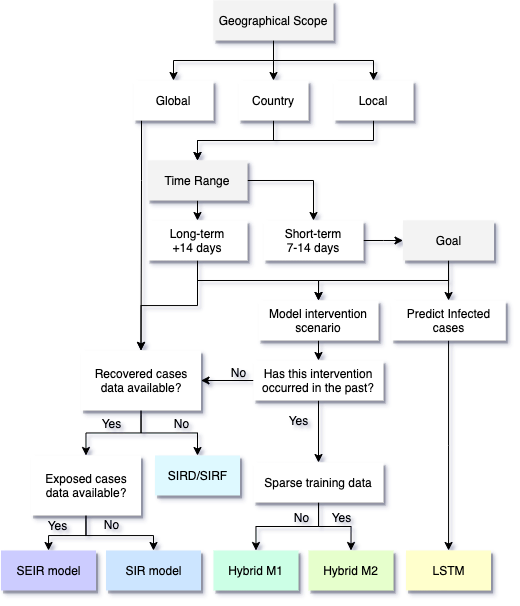 Geographical Scope
Global
Country
Local
Time Range
Long-term
+14 days
Short-term
7-14 days
Goal
Model intervention
scenario
Predict Infected
cases
Recovered cases
data available?
No
Has this intervention
occurred in the past?
Yes
No
Yes
Exposed cases
data available?
SIRD/SIRF
Sparse training data
Yes
No
No
Yes
SEIR model
SIR model
Hybrid M1
Hybrid M2
LSTM